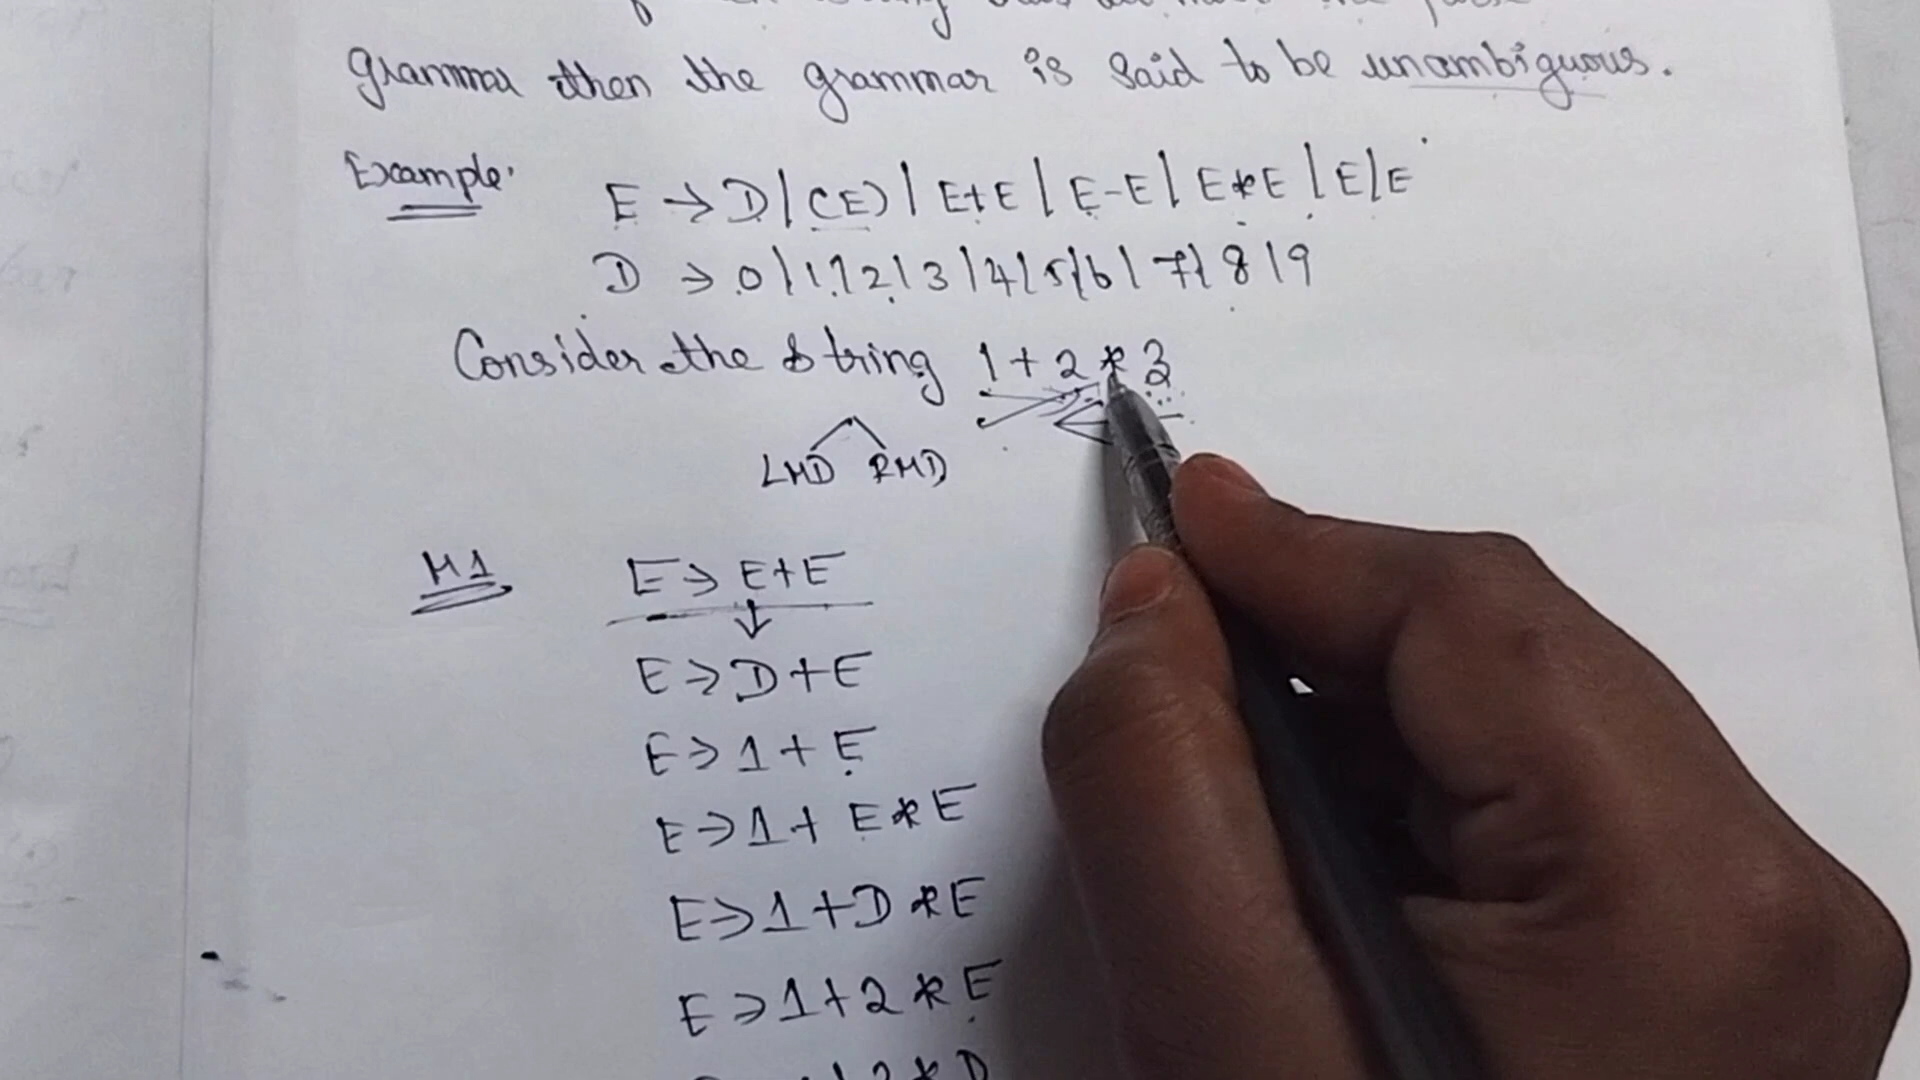 grammar then the grammar is said to be unambiguous.
Example.
E → D | (E) | E+E | E-E | E*E | E/E
D → 0|1|2|3|4|5|6|7|8|9
Consider the string 1+2*3
LMD RMD
M1
E → E+E
E → D+E
E → 1+E
E → 1+E*E
E → 1+D*E
E → 1+2*E